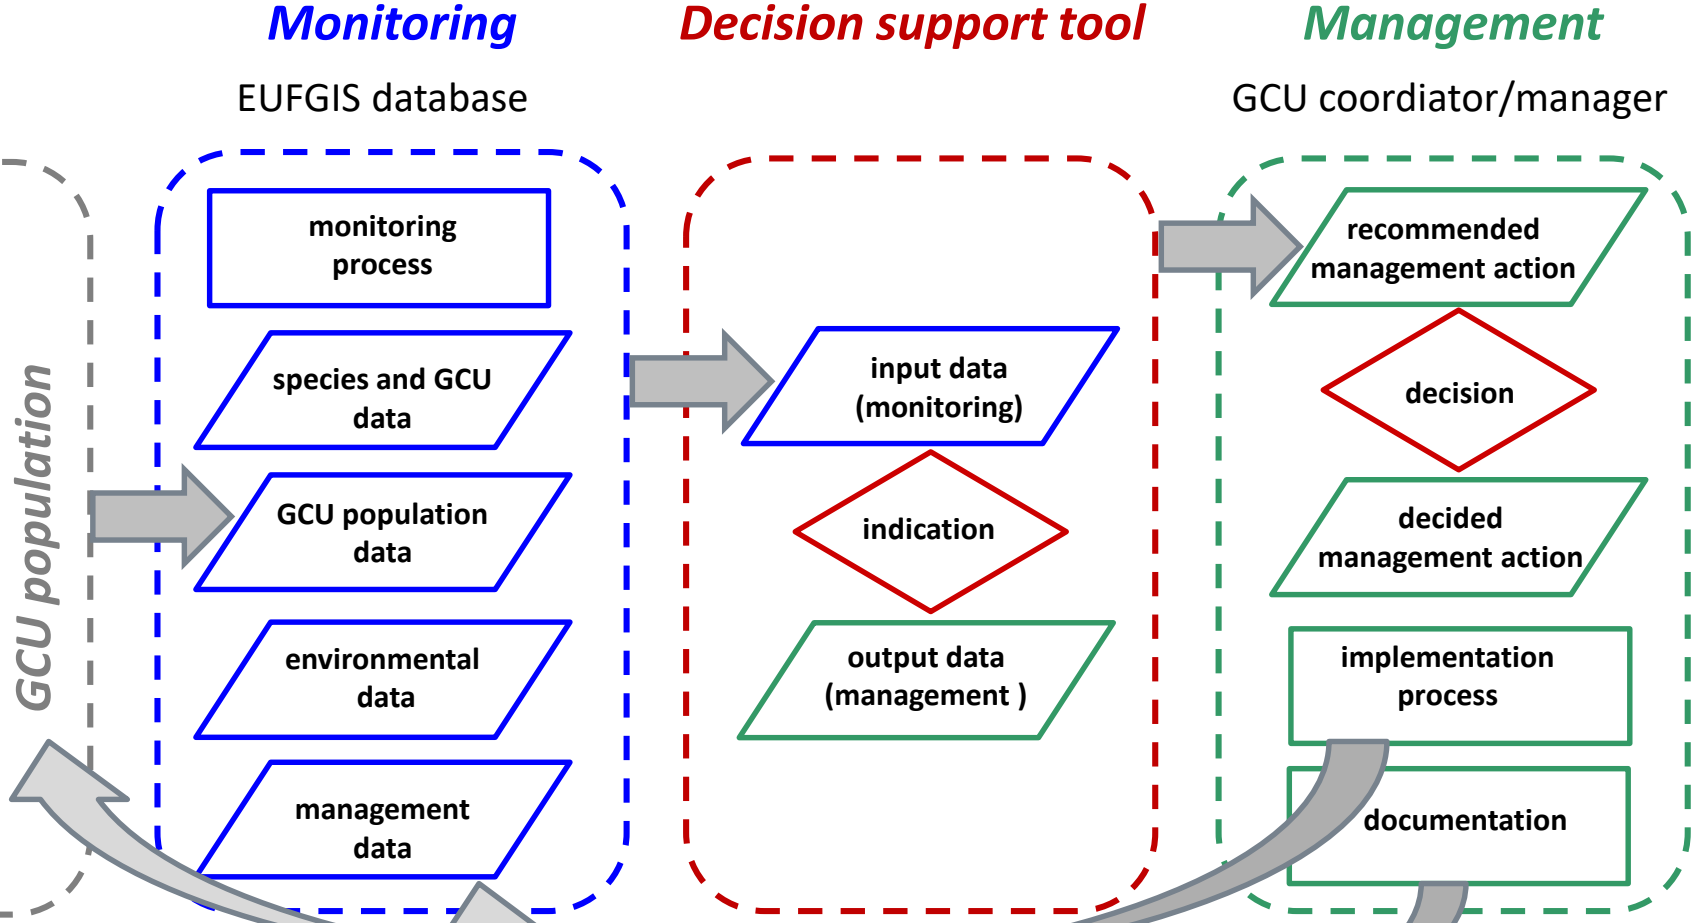 Monitoring
Decision support tool
Management
EUFGIS database
GCU coordiator/manager
GCU population
monitoring
process
species and GCU
data
GCU population
data
environmental
data
management
data
input data
(monitoring)
indication
output data
(management )
recommended
management action
decision
decided
management action
implementation
process
documentation